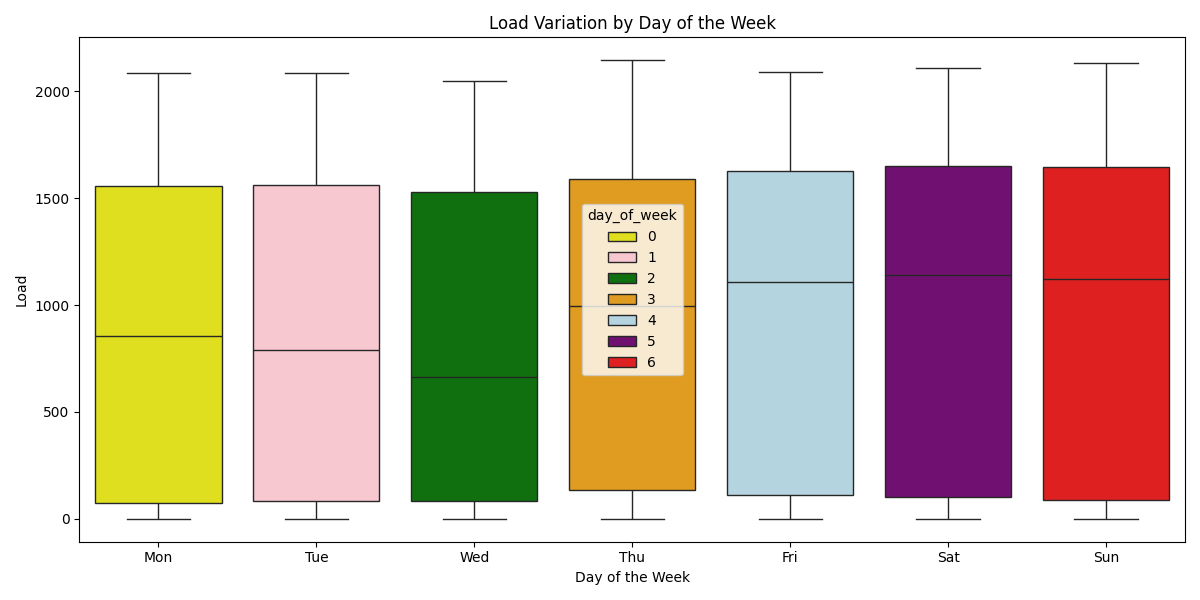 Load Variation by Day of the Week
Load
2000
1500
1000
500
0
day_of_week
0
1
2
3
4
5
6
Mon Tue Wed Thu Fri Sat Sun
Day of the Week